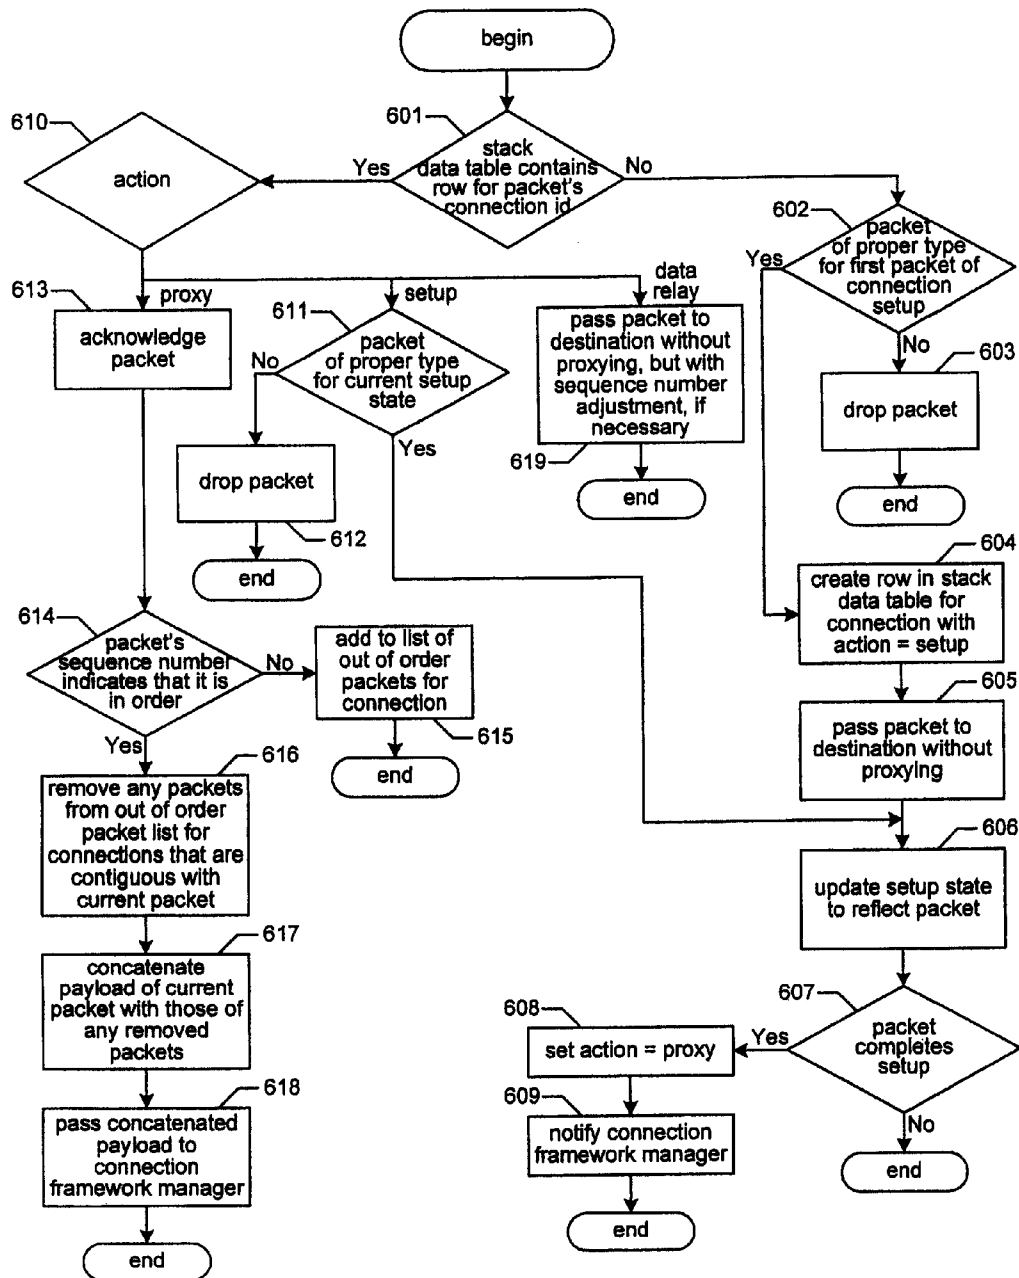 begin
601
stack
data table contains
row for packet's
connection id
Yes
No
610
action
602
packet
of proper type
for first packet of
connection
setup
Yes
No
603
drop packet
end
613
proxy
acknowledge
packet
setup
611
packet
of proper type
for current setup
state
No
Yes
drop packet
612
end
data
relay
pass packet to
destination without
proxying, but with
sequence number
adjustment, if
necessary
619
end
604
create row in stack
data table for
connection with
action = setup
605
pass packet to
destination without
proxying
606
update setup state
to reflect packet
607
packet
completes
setup
Yes
No
end
608
set action = proxy
609
notify connection
framework manager
end
614
packet's
sequence number
indicates that it is
in order
No
add to list of
out of order
packets for
connection
615
end
Yes
616
remove any packets
from out of order
packet list for
connections that are
contiguous with
current packet
617
concatenate
payload of current
packet with those of
any removed
packets
618
pass concatenated
payload to
connection
framework manager
end